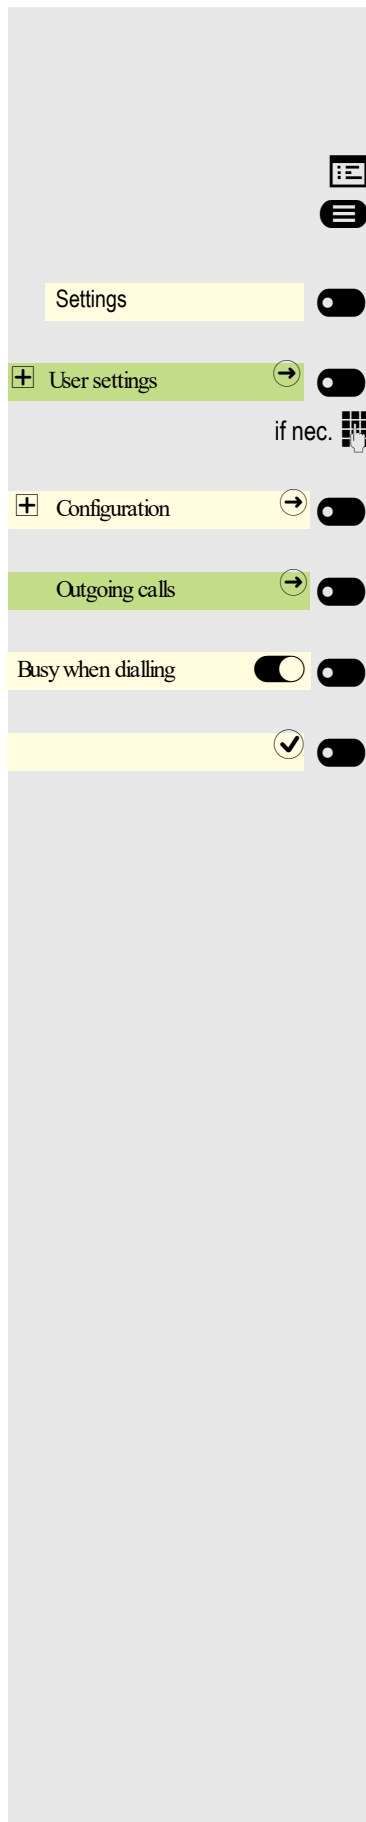 Settings
User settings
if nec.
Configuration
Outgoing calls
Busy when dialling